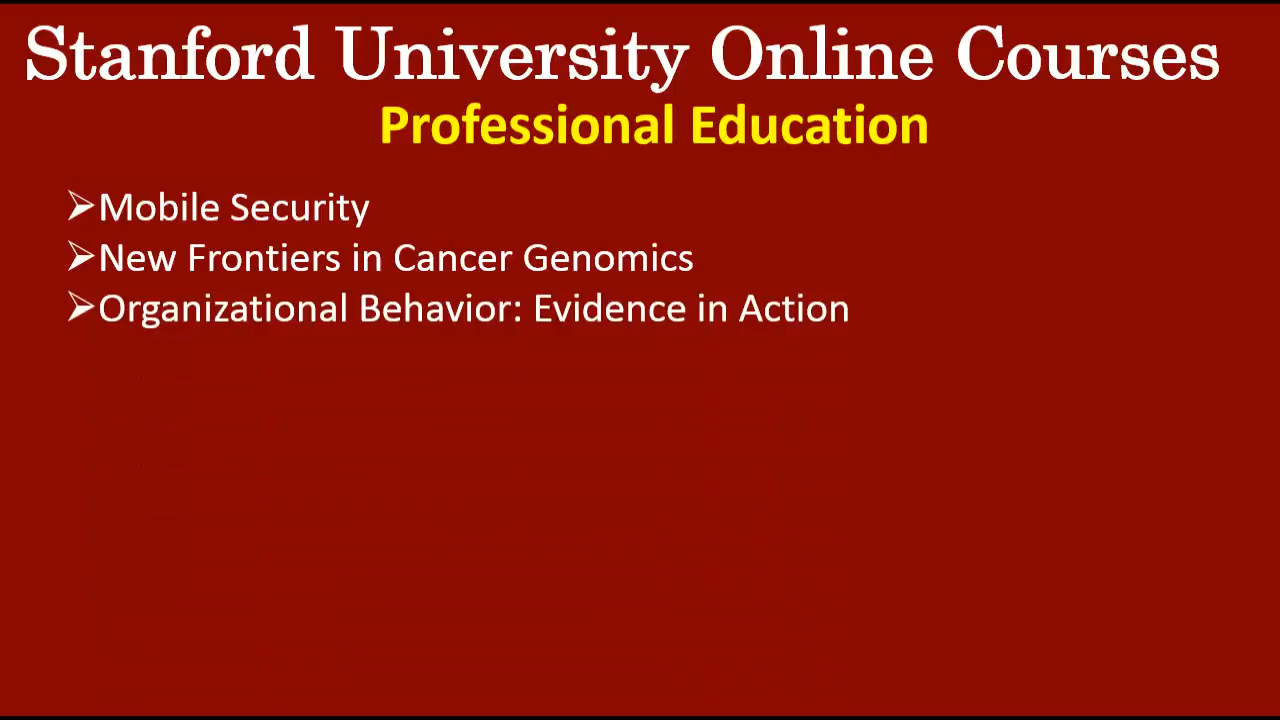 Stanford University Online Courses
Professional Education
➢Mobile Security
➢New Frontiers in Cancer Genomics
➢Organizational Behavior: Evidence in Action